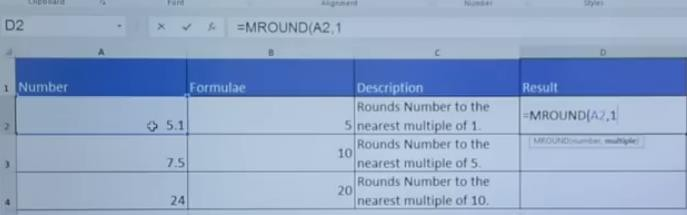 Clipboard Font Alignment Number Styles
D2 =MROUND(A2,1
A B C D
1 Number Formulae Description Result
Rounds Number to the
2 5.1 5 nearest multiple of 1. =MROUND(A2,1
MROUND(number, multiple)
Rounds Number to the
3 7.5 10 nearest multiple of 5.
Rounds Number to the
4 24 20 nearest multiple of 10.